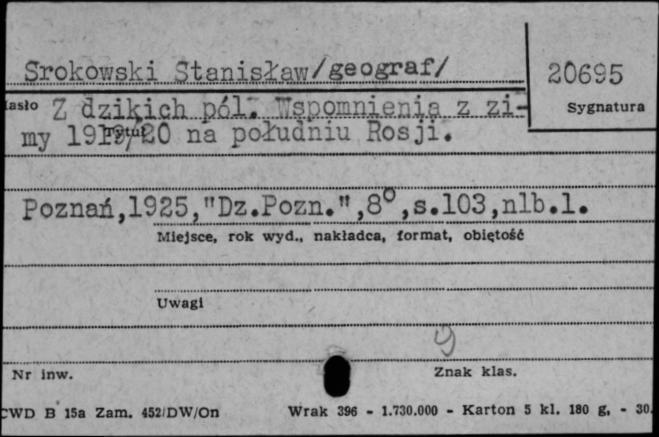 Srokowski Stanisław/geograf/
20695
Sygnatura
asło Z dzikich pól. Wspomnienia z zi-
my 1919/20 na południu Rosji.
Tytuł
Poznań,1925,"Dz.Pozn.",8°,s.103,nlb.1.
Miejsce, rok wyd., nakładca, format, objętość
Uwagi
9
Nr inw.
Znak klas.
CWD B 15a Zam. 452/DW/On Wrak 396 - 1.730.000 - Karton 5 kl. 180 g. - 30.